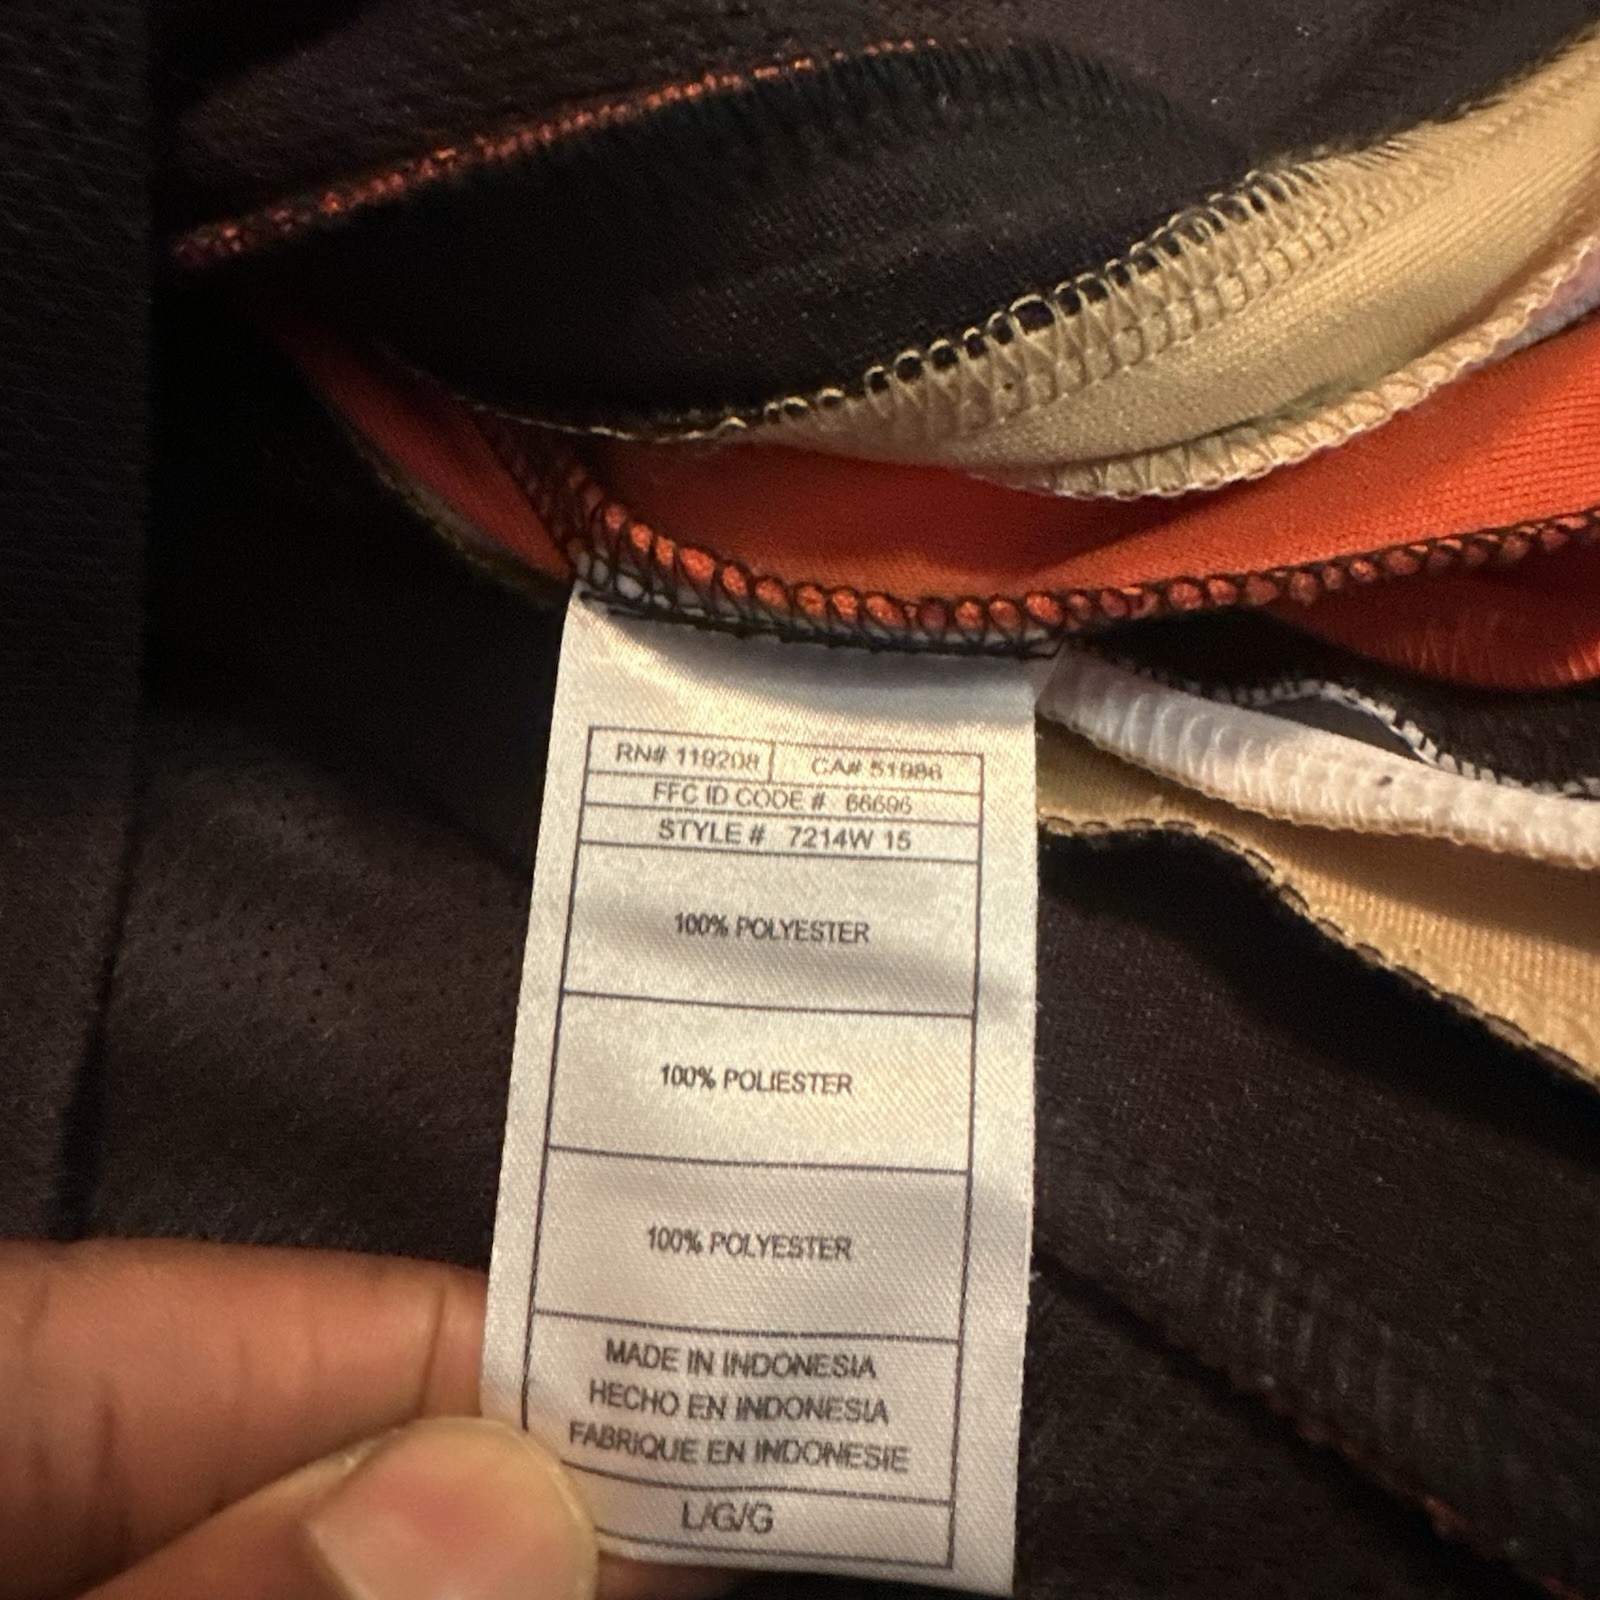 RN# 119208 CA# 51986
FFC ID CODE # 66696
STYLE # 7214W 15
100% POLYESTER
100% POLIESTER
100% POLYESTER
MADE IN INDONESIA
HECHO EN INDONESIA
FABRIQUE EN INDONESIE
L/G/G